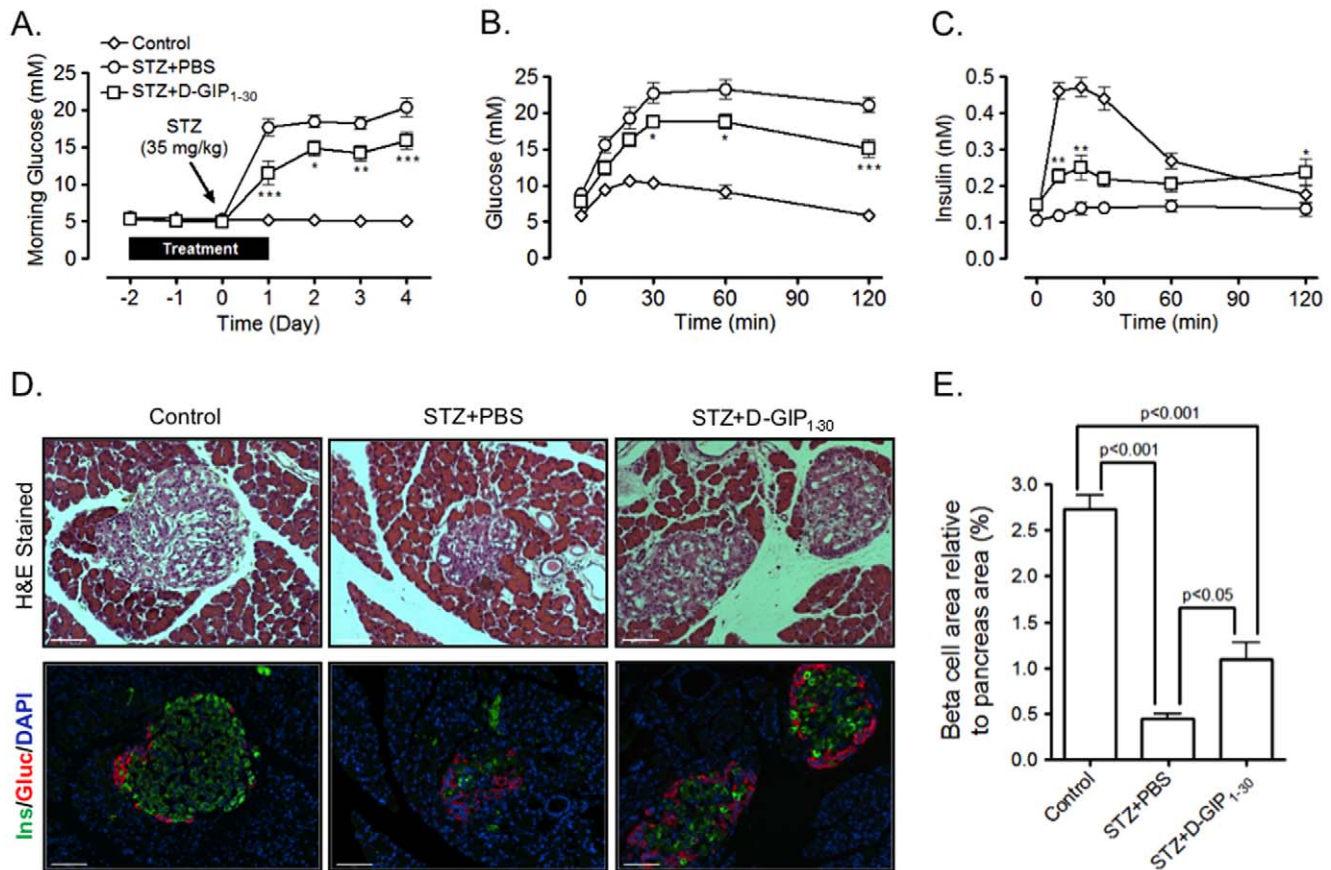 A.
Control
STZ+PBS
STZ+D-GIP1-30
Morning Glucose (mM)
25
20
15
10
5
0
STZ
(35 mg/kg)
***
*
**
***
Treatment
-2
-1
0
1
2
3
4
Time (Day)
B.
Glucose (mM)
25
20
15
10
5
0
*
*
***
0
30
60
90
120
Time (min)
C.
Insulin (nM)
0.5
0.4
0.3
0.2
0.1
0.0
**
**
*
0
30
60
90
120
Time (min)
D.
Control
STZ+PBS
STZ+D-GIP1-30
H&E Stained
Ins/Gluc/DAPI
E.
p<0.001
p<0.001
p<0.05
Beta cell area relative
to pancreas area (%)
3.0
2.5
2.0
1.5
1.0
0.5
0.0
Control
STZ+PBS
STZ+D-GIP1-30